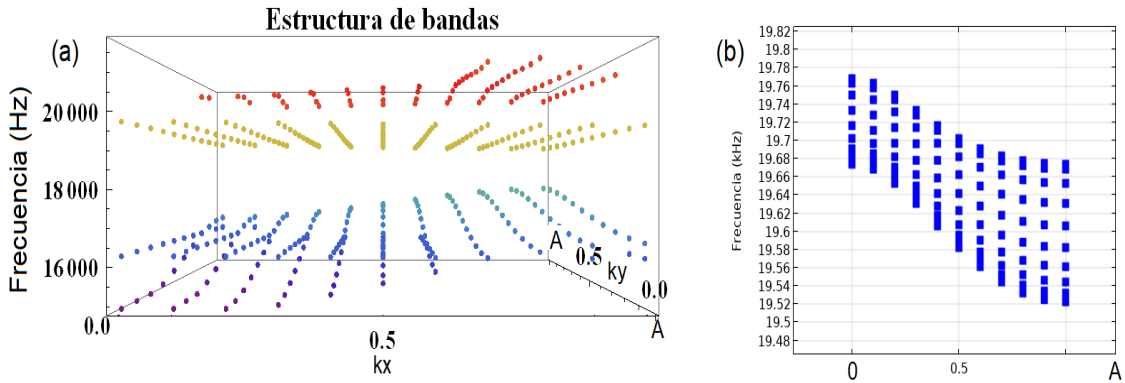 Estructura de bandas
(a)
Frecuencia (Hz)
20 000
18 000
16 000
0.0
0.5
kx
A
A
0.5
ky
0.0
(b)
Frecuencia (kHz)
19.82
19.8
19.78
19.76
19.74
19.72
19.7
19.68
19.66
19.64
19.62
19.6
19.58
19.56
19.54
19.52
19.5
19.48
0
0.5
A